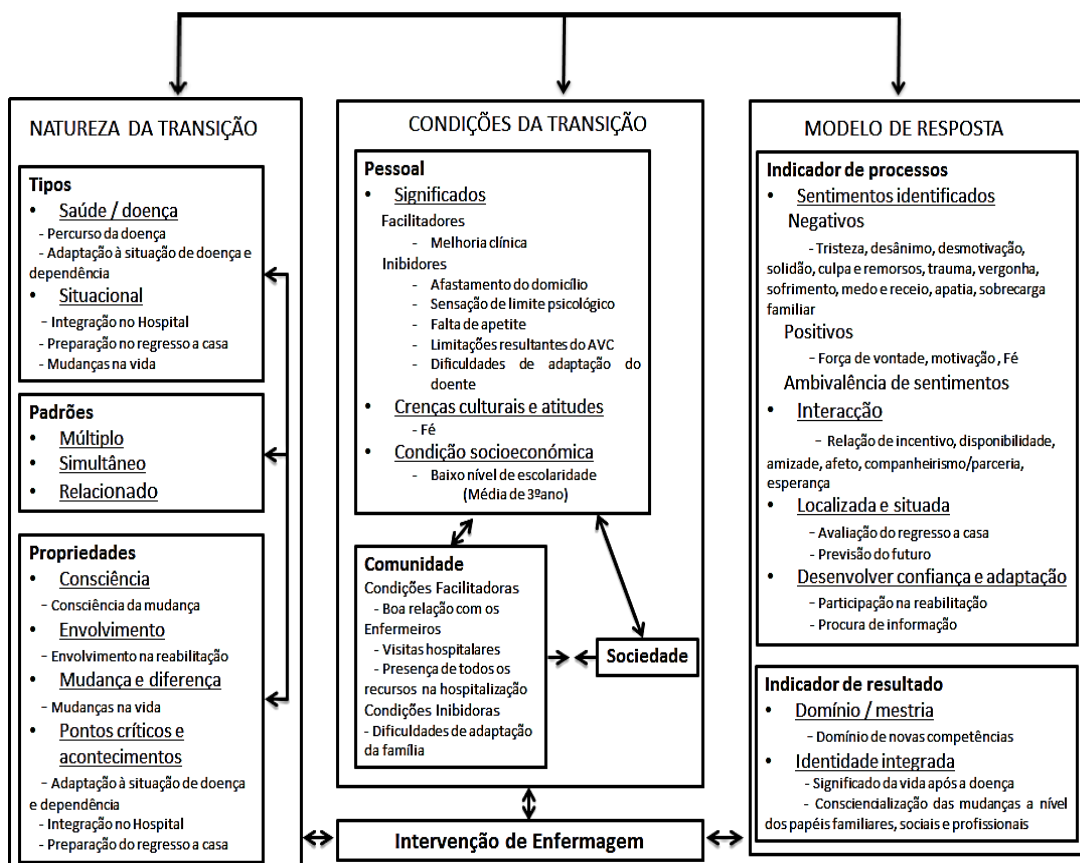 NATUREZA DA TRANSIÇÃO
Tipos
• Saúde / doença
– Percurso da doença
– Adaptação à situação de doença e
dependência
• Situacional
– Integração no Hospital
– Preparação no regresso a casa
– Mudanças na vida
Padrões
• Múltiplo
• Simultâneo
• Relacionado
Propriedades
• Consciência
– Consciência da mudança
• Envolvimento
– Envolvimento na reabilitação
• Mudança e diferença
– Mudanças na vida
• Pontos críticos e
acontecimentos
– Adaptação à situação de doença
e dependência
– Integração no Hospital
– Preparação do regresso a casa
CONDIÇÕES DA TRANSIÇÃO
Pessoal
• Significados
Facilitadores
- Melhoria clínica
Inibidores
- Afastamento do domicílio
- Sensação de limite psicológico
- Falta de apetite
- Limitações resultantes do AVC
- Dificuldades de adaptação do
doente
• Crenças culturais e atitudes
– Fé
• Condição socioeconómica
- Baixo nível de escolaridade
(Média de 3ºano)
Comunidade
Condições Facilitadoras
– Boa relação com os
Enfermeiros
– Visitas hospitalares
– Presença de todos os
recursos na hospitalização
Condições Inibidoras
– Dificuldades de adaptação
da família
Sociedade
Intervenção de Enfermagem
MODELO DE RESPOSTA
Indicador de processos
• Sentimentos identificados
Negativos
– Tristeza, desânimo, desmotivação,
solidão, culpa e remorsos, trauma, vergonha,
sofrimento, medo e receio, apatia, sobrecarga
familiar
Positivos
– Força de vontade, motivação , Fé
Ambivalência de sentimentos
• Interacção
– Relação de incentivo, disponibilidade,
amizade, afeto, companheirismo/parceria,
esperança
• Localizada e situada
– Avaliação do regresso a casa
– Previsão do futuro
• Desenvolver confiança e adaptação
– Participação na reabilitação
– Procura de informação
Indicador de resultado
• Domínio / mestria
– Domínio de novas competências
• Identidade integrada
– Significado da vida após a doença
– Consciencialização das mudanças a nível
dos papéis familiares, sociais e profissionais